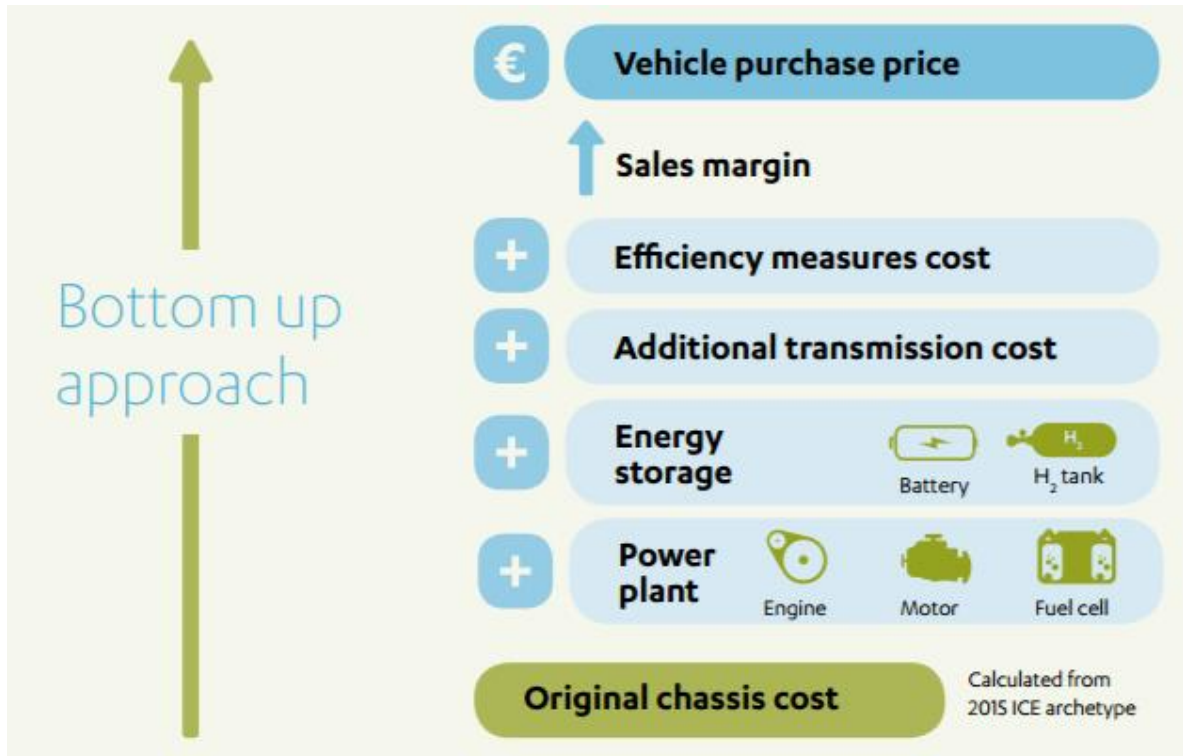 €
Vehicle purchase price
Sales margin
+
Efficiency measures cost
Bottom up
approach
+
Additional transmission cost
+
Energy
storage
Battery
H₂
H₂ tank
+
Power
plant
Engine
Motor
Fuel cell
Original chassis cost
Calculated from
2015 ICE archetype